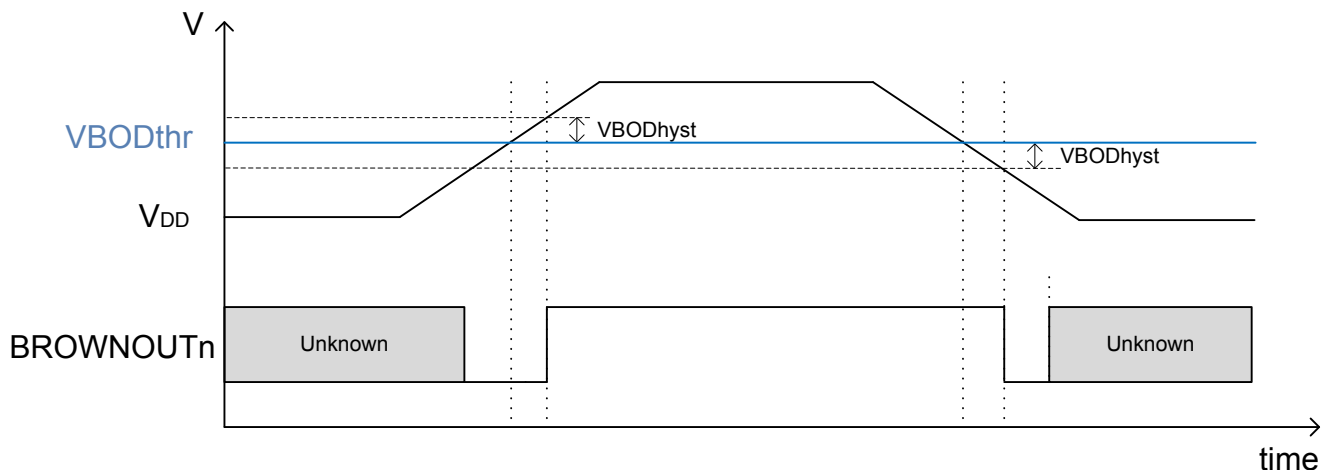 V
VBODhyst
VBODthr
VBODhyst
VDD
BROWNOUTn
Unknown
Unknown
time